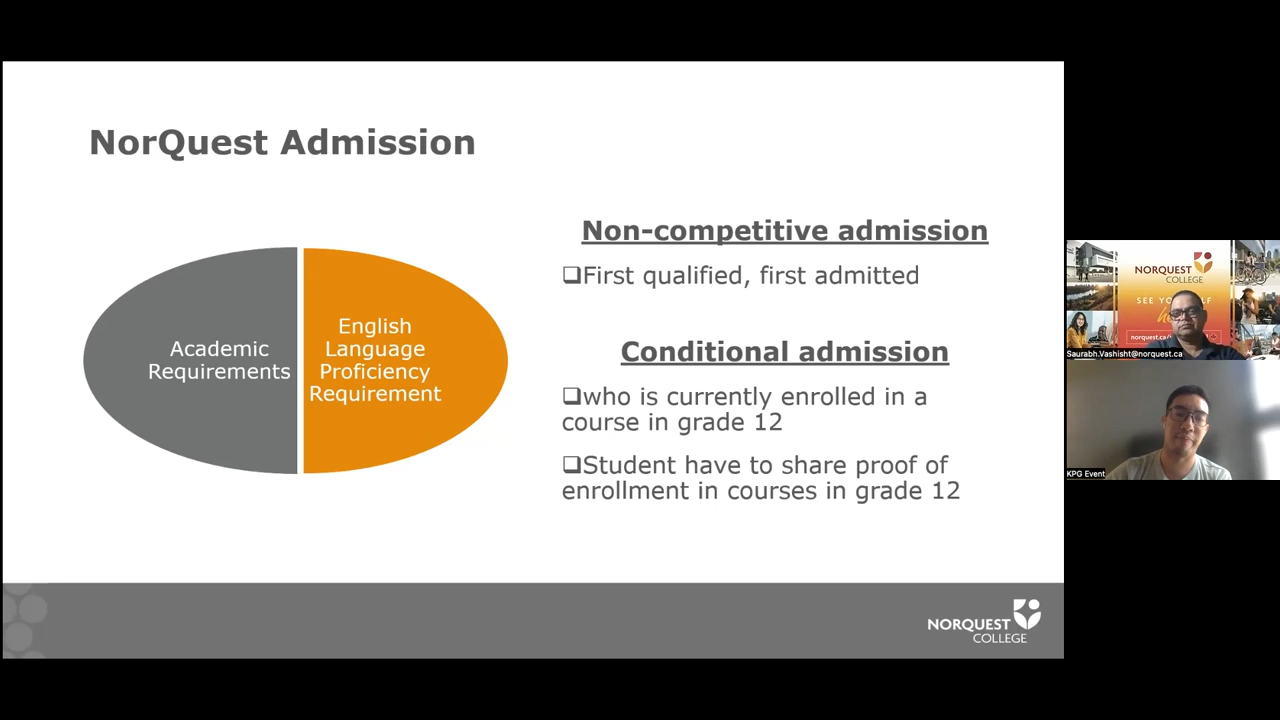 NorQuest Admission
Academic
Requirements
English
Language
Proficiency
Requirement
Non-competitive admission
❑First qualified, first admitted
Conditional admission
❑who is currently enrolled in a
course in grade 12
❑Student have to share proof of
enrollment in courses in grade 12
NORQUEST
COLLEGE
NORQUEST
COLLEGE
Saurabh.Vashisht@norquest.ca
KPG Event